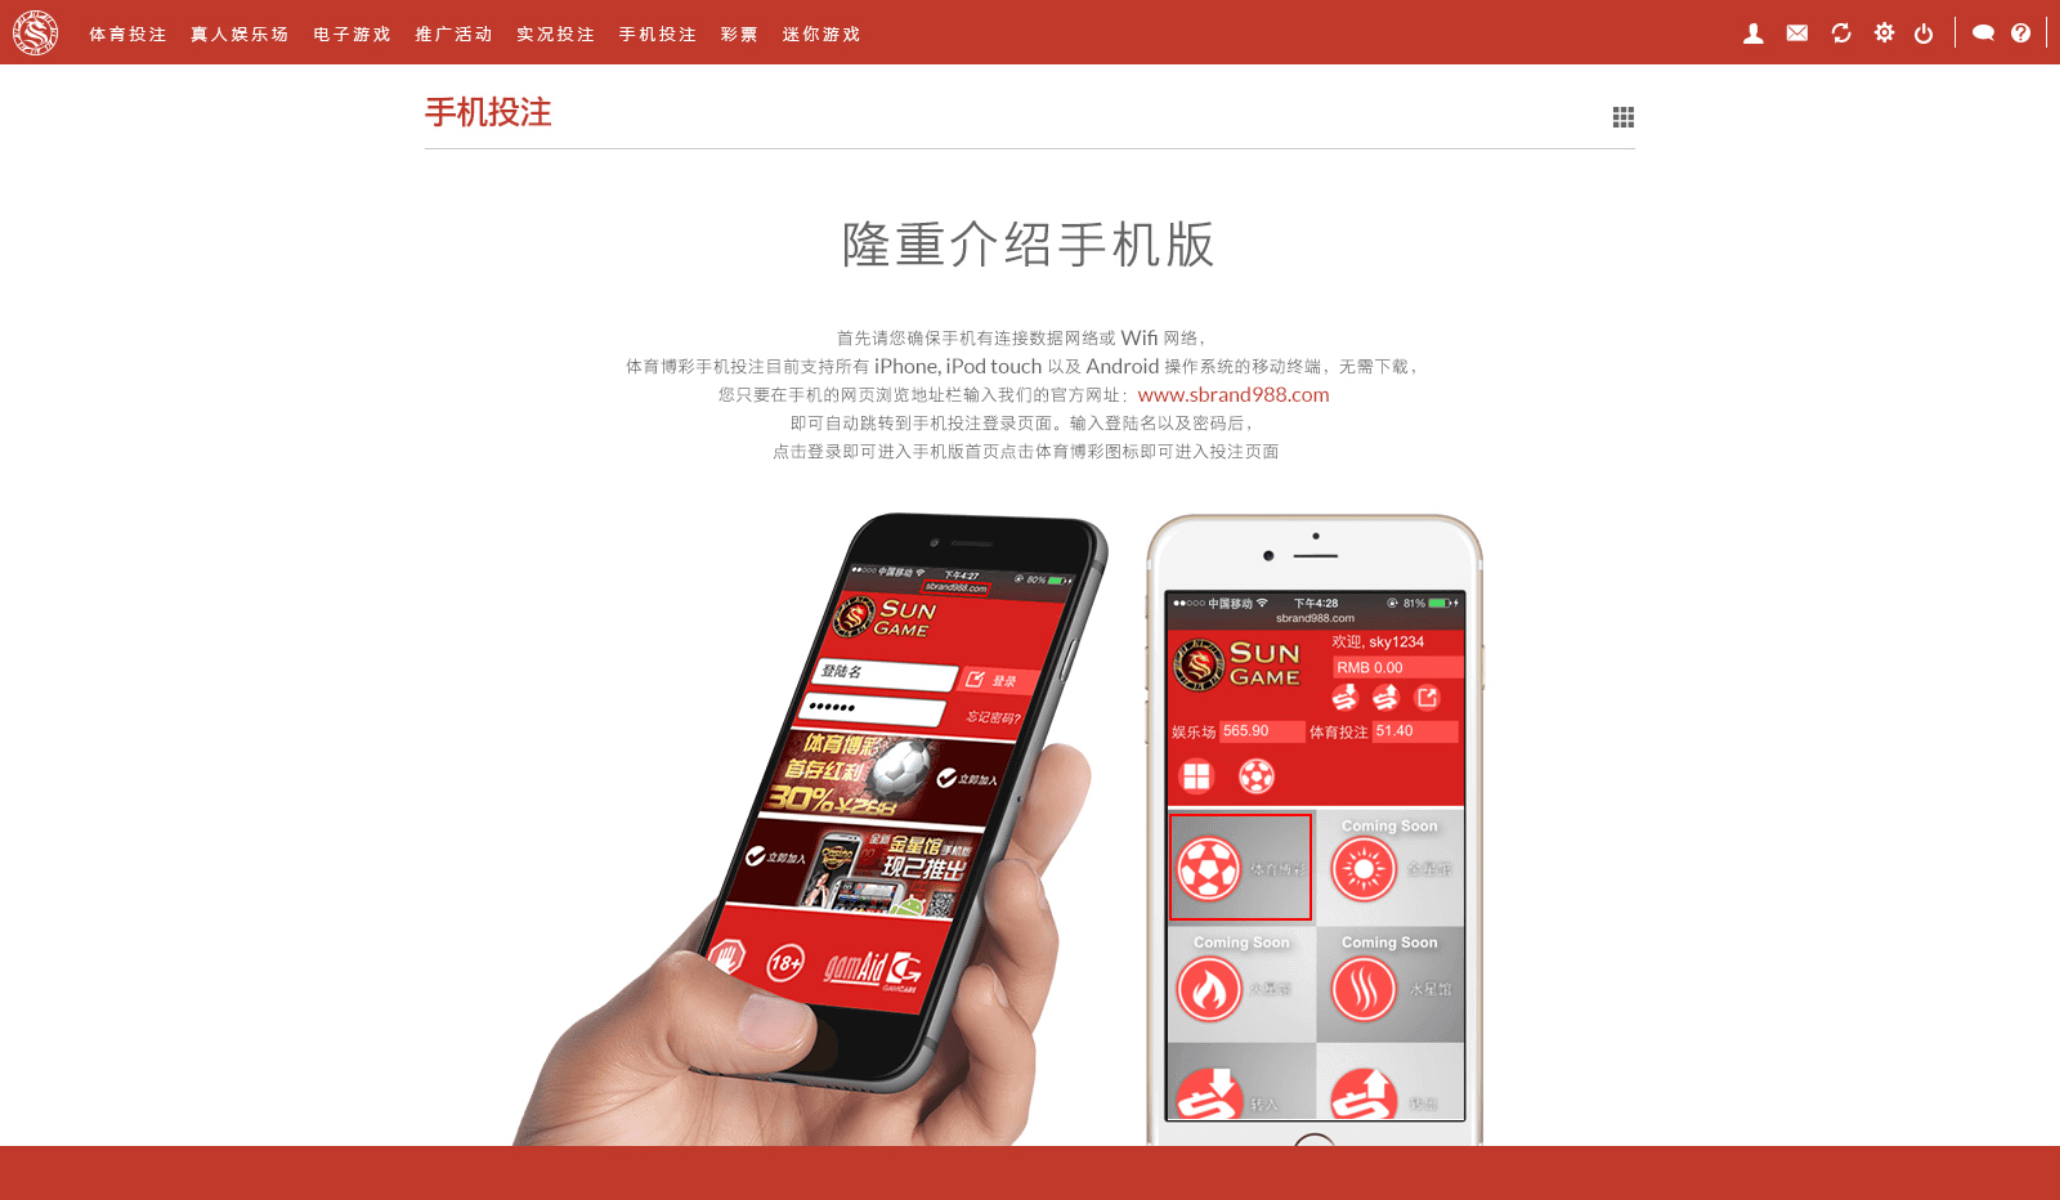 体育投注 真人娱乐场 电子游戏 推广活动 实况投注 手机投注 彩票 迷你游戏
手机投注
隆重介绍手机版
首先请您确保手机有连接数据网络或 Wifi 网络，
体育博彩手机投注目前支持所有 iPhone, iPod touch 以及 Android 操作系统的移动终端，无需下载，
您只要在手机的网页浏览地址栏输入我们的官方网址：www.sbrand988.com
即可自动跳转到手机投注登录页面。输入登陆名以及密码后，
点击登录即可进入手机版首页点击体育博彩图标即可进入投注页面
中国移动 下午4:27 80%
sbrand988.com
SUN
GAME
登陆名 登录
忘记密码?
体育博彩
首存红利 立即加入
30%
全新 金星馆 手机版
立即加入 现已推出
18+ gamAid GAMCARE
中国移动 下午4:28 81%
sbrand988.com
欢迎, sky1234
SUN
GAME
RMB 0.00
娱乐场 565.90 体育投注 51.40
Coming Soon
体育博彩 金星馆
Coming Soon Coming Soon
火星馆 水星馆
转入 转出